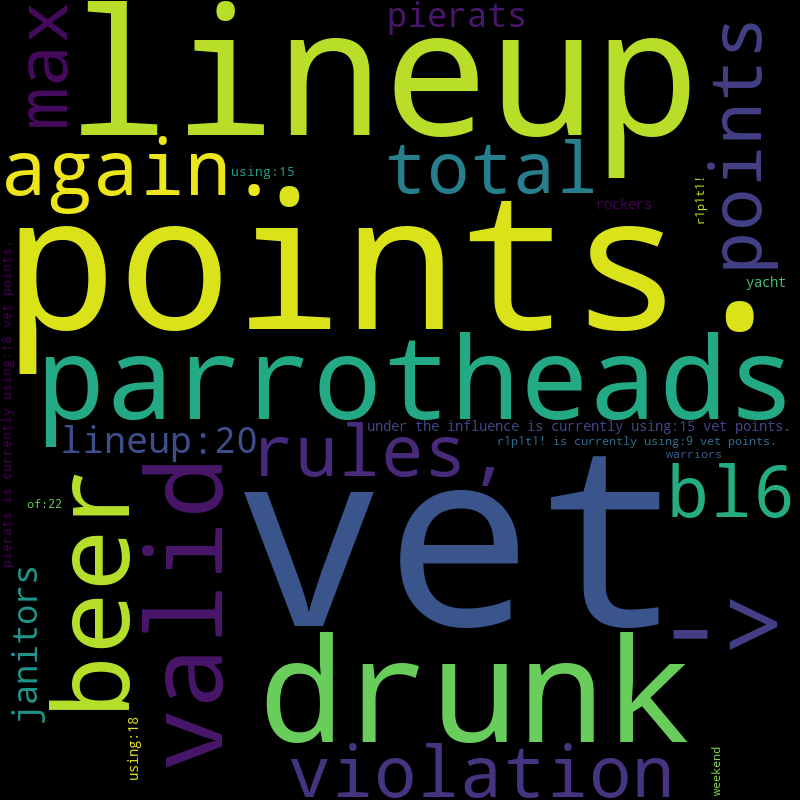 max
lineup
pierats
points
again.
using:15
total
rockers
r1p1t1!
points.
yacht
pierats is currently using:18 vet points.
parrotheads
lineup:20
rules,
under the influence is currently using:15 vet points.
r1p1t1! is currently using:9 vet points.
warriors
beer
valid
vet
bl6
of:22
janitors
->
drunk
using:18
violation
weekend